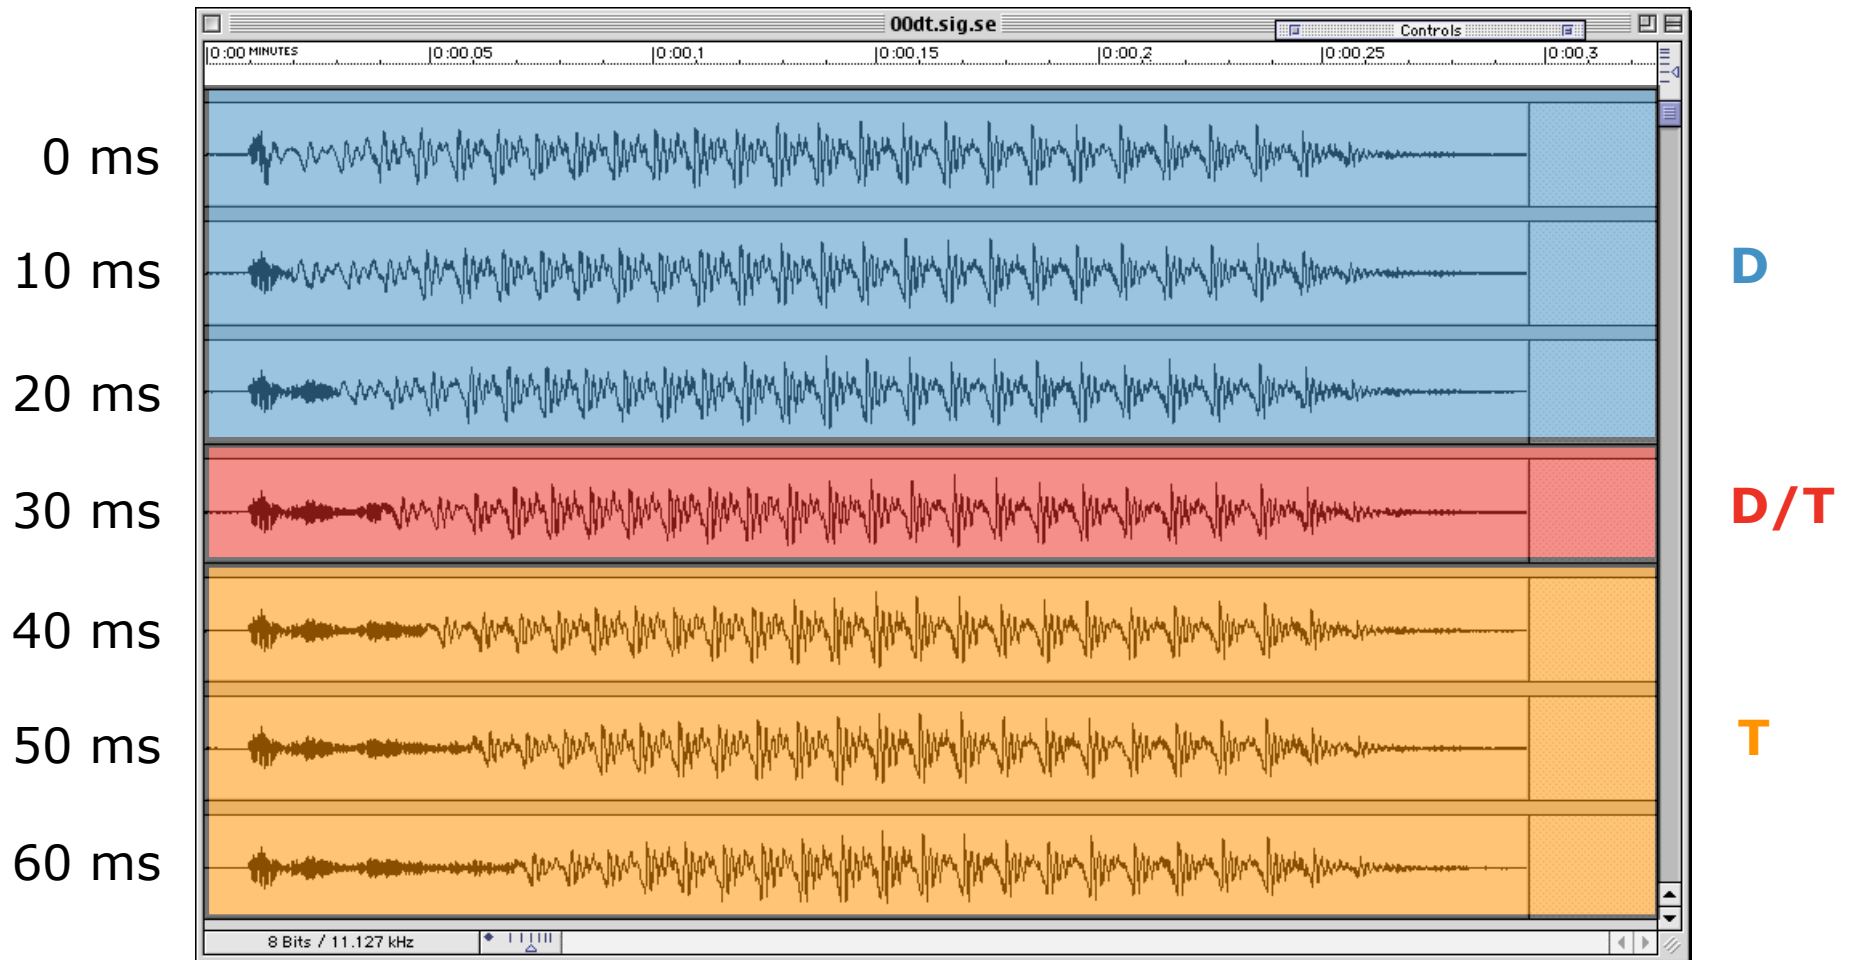 00dt.sig.se
Controls
0:00 MINUTES 0:00.05 0:00.1 0:00.15 0:00.2 0:00.25 0:00.3
0 ms
10 ms
D
20 ms
30 ms
D/T
40 ms
50 ms
T
60 ms
8 Bits / 11.127 kHz